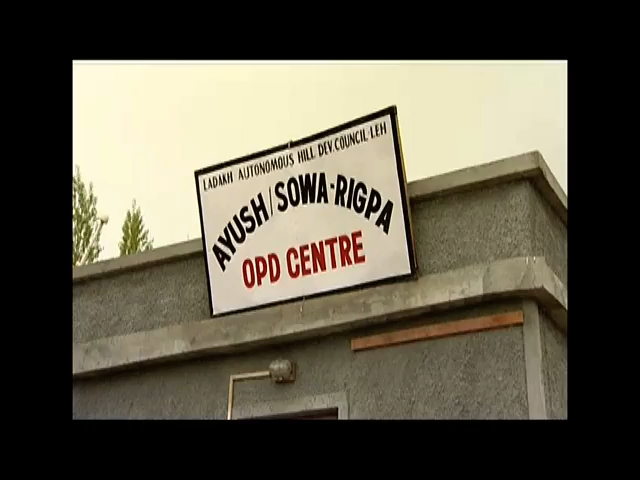 LADAKH AUTONOMOUS HILL DEV. COUNCIL LEH
AYUSH/SOWA-RIGPA
OPD CENTRE